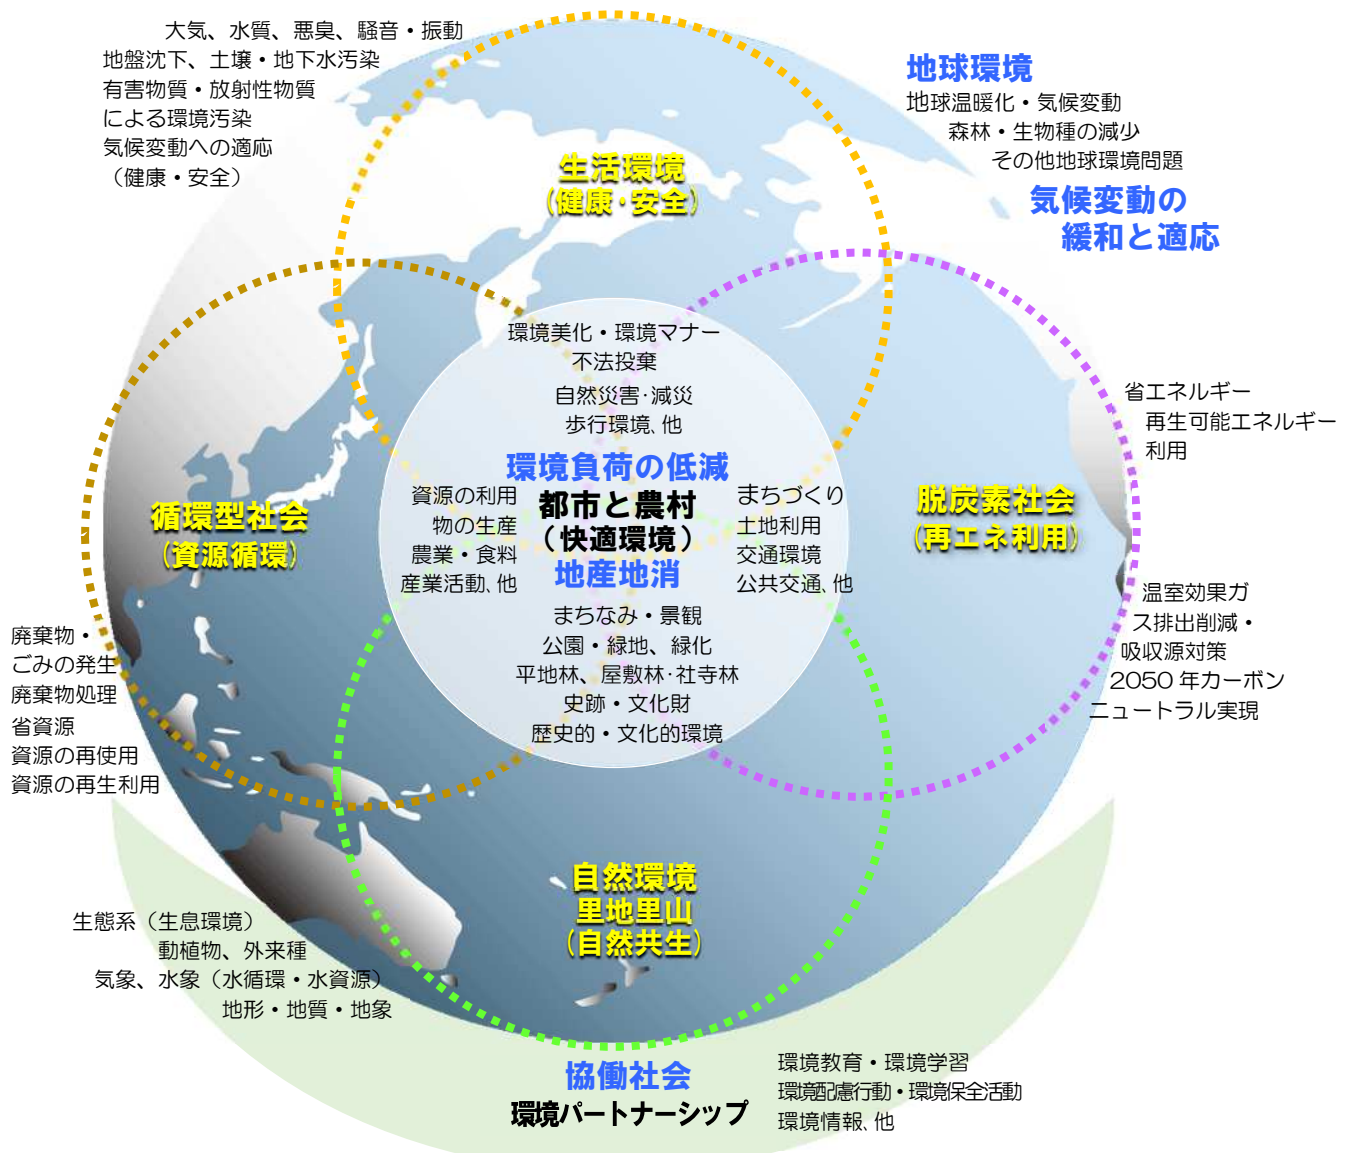 大気、水質、悪臭、騒音・振動
地盤沈下、土壌・地下水汚染
有害物質・放射性物質
による環境汚染
気候変動への適応
（健康・安全）
地球環境
地球温暖化・気候変動
森林・生物種の減少
その他地球環境問題
気候変動の
緩和と適応
生活環境
(健康・安全)
環境美化・環境マナー
不法投棄
自然災害・減災
歩行環境、他
省エネルギー
再生可能エネルギー
利用
環境負荷の低減
都市と農村
（快適環境）
地産地消
資源の利用
物の生産
農業・食料
産業活動、他
まちづくり
土地利用
交通環境
公共交通、他
循環型社会
(資源循環)
脱炭素社会
(再エネ利用)
まちなみ・景観
公園・緑地、緑化
平地林、屋敷林・社寺林
史跡・文化財
歴史的・文化的環境
温室効果ガ
ス排出削減・
吸収源対策
2050 年カーボン
ニュートラル実現
廃棄物・
ごみの発生
廃棄物処理
省資源
資源の再使用
資源の再生利用
自然環境
里地里山
(自然共生)
生態系（生息環境）
動植物、外来種
気象、水象（水循環・水資源）
地形・地質・地象
協働社会
環境パートナーシップ
環境教育・環境学習
環境配慮行動・環境保全活動
環境情報、他